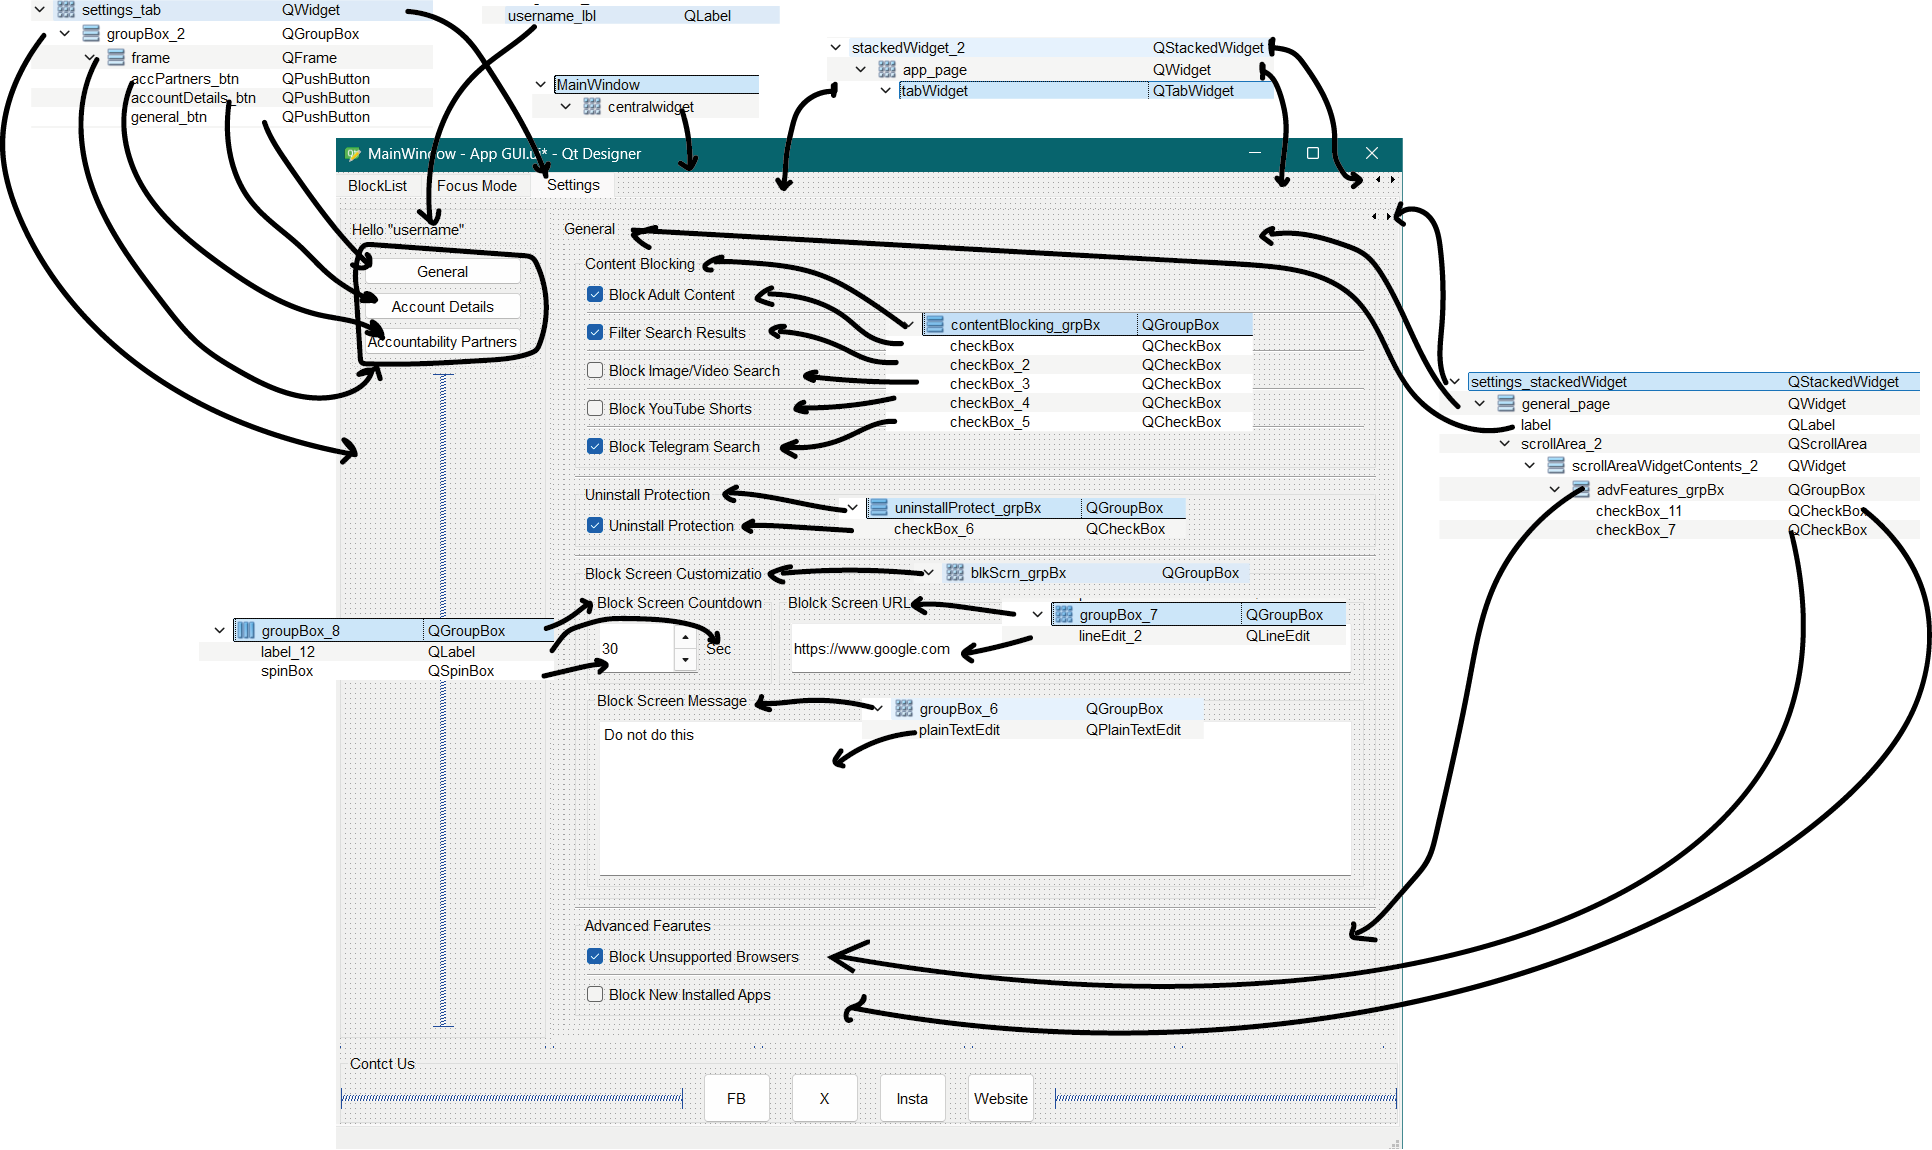 settings_tab QWidget
groupBox_2 QGroupBox
frame QFrame
accPartners_btn QPushButton
accountDetails_btn QPushButton
general_btn QPushButton
username_lbl QLabel
MainWindow
centralwidget
stackedWidget_2 QStackedWidget
app_page QWidget
tabWidget QTabWidget
MainWindow - App GUI.ui* - Qt Designer
BlockList Focus Mode Settings
Hello "username"
General
Account Details
Accountability Partners
General
Content Blocking
Block Adult Content
Filter Search Results
Block Image/Video Search
Block YouTube Shorts
Block Telegram Search
contentBlocking_grpBx QGroupBox
checkBox QCheckBox
checkBox_2 QCheckBox
checkBox_3 QCheckBox
checkBox_4 QCheckBox
checkBox_5 QCheckBox
settings_stackedWidget QStackedWidget
general_page QWidget
label QLabel
scrollArea_2 QScrollArea
scrollAreaWidgetContents_2 QWidget
advFeatures_grpBx QGroupBox
checkBox_11 QCheckBox
checkBox_7 QCheckBox
Uninstall Protection
Uninstall Protection
uninstallProtect_grpBx QGroupBox
checkBox_6 QCheckBox
Block Screen Customizatio
blkScrn_grpBx QGroupBox
Block Screen Countdown
Blolck Screen URL
groupBox_7 QGroupBox
lineEdit_2 QLineEdit
groupBox_8 QGroupBox
label_12 QLabel
spinBox QSpinBox
30
Sec
https://www.google.com
Block Screen Message
groupBox_6 QGroupBox
plainTextEdit QPlainTextEdit
Do not do this
Advanced Fearutes
Block Unsupported Browsers
Block New Installed Apps
Contct Us
FB X Insta Website